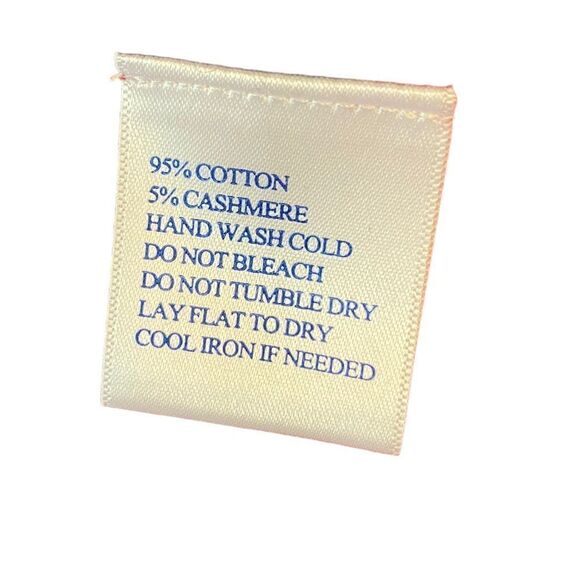 95% COTTON
5% CASHMERE
HAND WASH COLD
DO NOT BLEACH
DO NOT TUMBLE DRY
LAY FLAT TO DRY
COOL IRON IF NEEDED